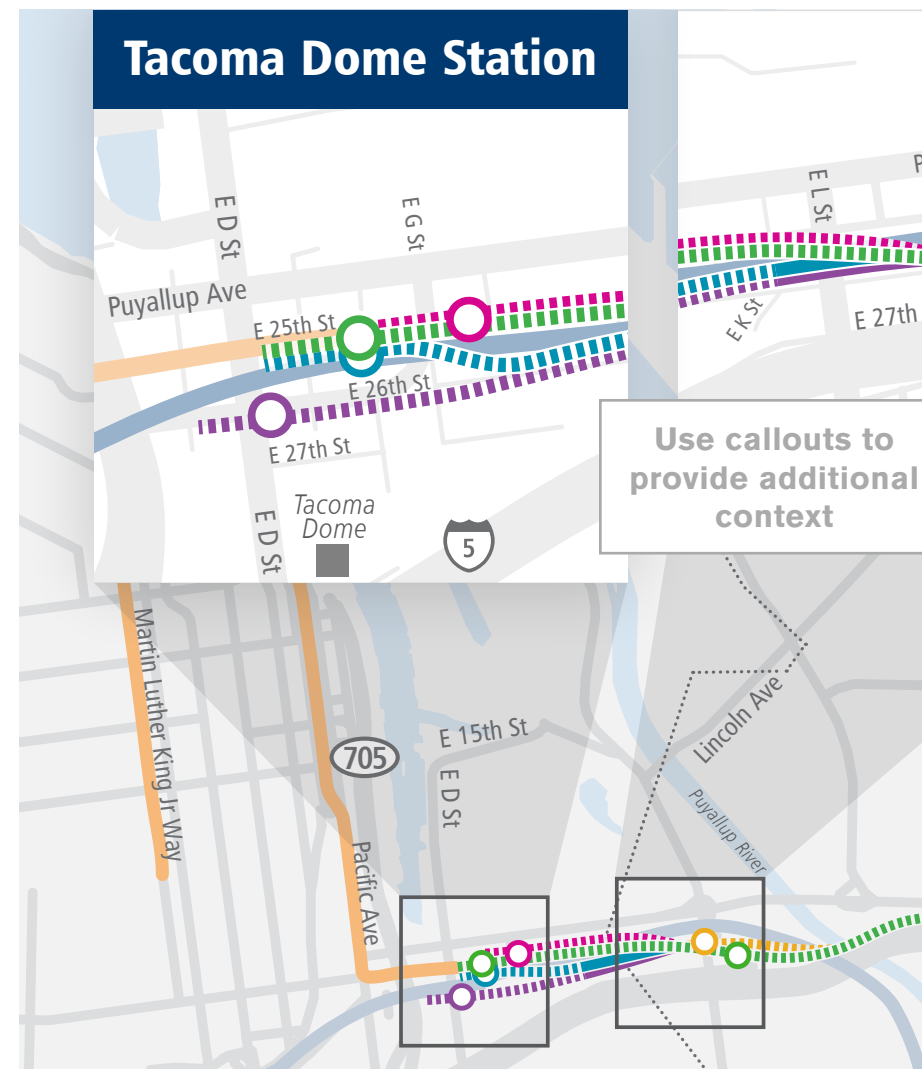 Tacoma Dome Station
E D St
E G St
Puyallup Ave
E 25th St
E 26th St
E 27th St
E D St
Tacoma
Dome
5
E L St
P
E K St
E 27th
Use callouts to
provide additional
context
Martin Luther King Jr Way
705
E 15th St
E D St
Pacific Ave
Lincoln Ave
Puyallup River